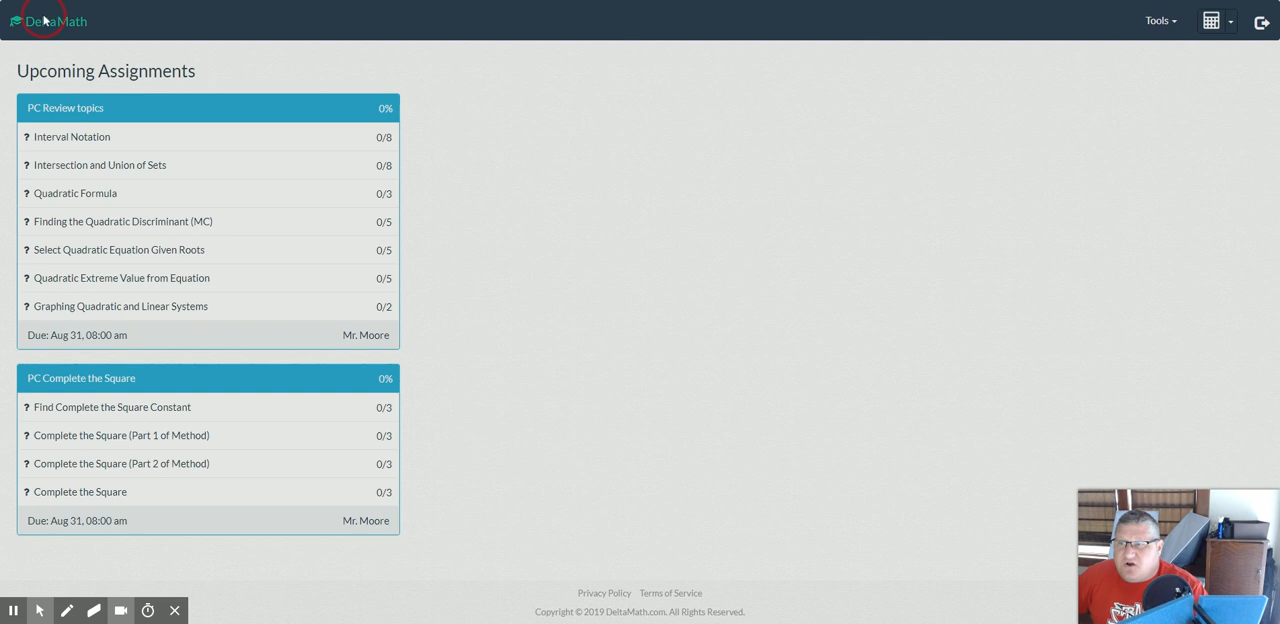 DeltaMath
Tools
Upcoming Assignments
PC Review topics 0%
? Interval Notation 0/8
? Intersection and Union of Sets 0/8
? Quadratic Formula 0/3
? Finding the Quadratic Discriminant (MC) 0/5
? Select Quadratic Equation Given Roots 0/5
? Quadratic Extreme Value from Equation 0/5
? Graphing Quadratic and Linear Systems 0/2
Due: Aug 31, 08:00 am Mr. Moore
PC Complete the Square 0%
? Find Complete the Square Constant 0/3
? Complete the Square (Part 1 of Method) 0/3
? Complete the Square (Part 2 of Method) 0/3
? Complete the Square 0/3
Due: Aug 31, 08:00 am Mr. Moore
Privacy Policy Terms of Service
Copyright © 2019 DeltaMath.com. All Rights Reserved.